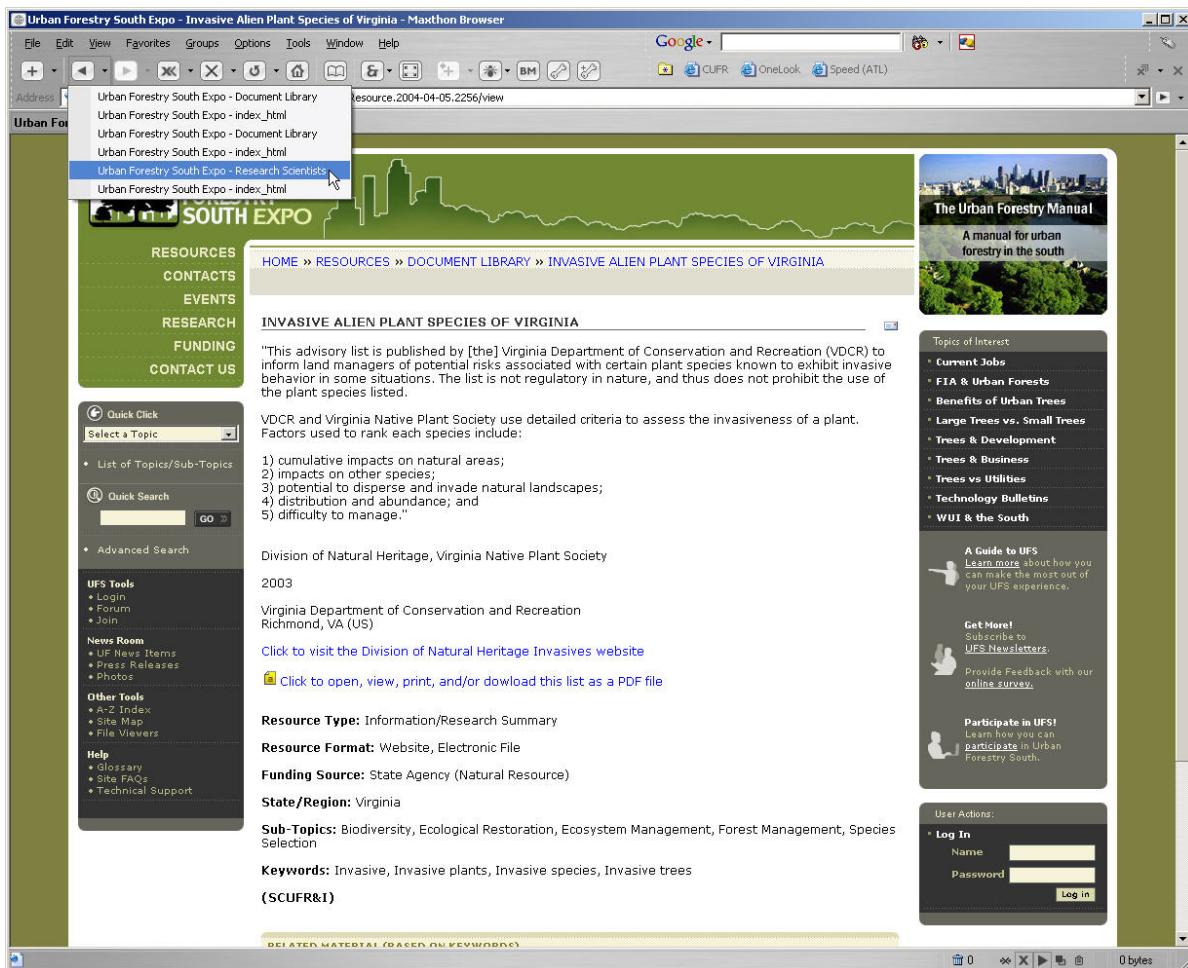 Urban Forestry South Expo - Invasive Alien Plant Species of Virginia - Maxthon Browser
File Edit View Favorites Groups Options Tools Window Help
Google
BM
CUFR OneLook Speed (ATL)
Address
Resource.2004-04-05.2256/view
Urban For
Urban Forestry South Expo - Document Library
Urban Forestry South Expo - index_html
Urban Forestry South Expo - Document Library
Urban Forestry South Expo - index_html
Urban Forestry South Expo - Research Scientists
Urban Forestry South Expo - index_html
SOUTH EXPO
RESOURCES
CONTACTS
EVENTS
RESEARCH
FUNDING
CONTACT US
Quick Click
Select a Topic
List of Topics/Sub-Topics
Quick Search
GO
Advanced Search
UFS Tools
Login
Forum
Join
News Room
UF News Items
Press Releases
Photos
Other Tools
A-Z Index
Site Map
File Viewers
Help
Glossary
Site FAQs
Technical Support
HOME » RESOURCES » DOCUMENT LIBRARY » INVASIVE ALIEN PLANT SPECIES OF VIRGINIA
INVASIVE ALIEN PLANT SPECIES OF VIRGINIA
"This advisory list is published by [the] Virginia Department of Conservation and Recreation (VDCR) to
inform land managers of potential risks associated with certain plant species known to exhibit invasive
behavior in some situations. The list is not regulatory in nature, and thus does not prohibit the use of
the plant species listed.
VDCR and Virginia Native Plant Society use detailed criteria to assess the invasiveness of a plant.
Factors used to rank each species include:
1) cumulative impacts on natural areas;
2) impacts on other species;
3) potential to disperse and invade natural landscapes;
4) distribution and abundance; and
5) difficulty to manage."
Division of Natural Heritage, Virginia Native Plant Society
2003
Virginia Department of Conservation and Recreation
Richmond, VA (US)
Click to visit the Division of Natural Heritage Invasives website
Click to open, view, print, and/or dowload this list as a PDF file
Resource Type: Information/Research Summary
Resource Format: Website, Electronic File
Funding Source: State Agency (Natural Resource)
State/Region: Virginia
Sub-Topics: Biodiversity, Ecological Restoration, Ecosystem Management, Forest Management, Species
Selection
Keywords: Invasive, Invasive plants, Invasive species, Invasive trees
(SCUFR&I)
RELATED MATERIAL (BASED ON KEYWORDS)
The Urban Forestry Manual
A manual for urban
forestry in the south
Topics of Interest
Current Jobs
FIA & Urban Forests
Benefits of Urban Trees
Large Trees vs. Small Trees
Trees & Development
Trees & Business
Trees vs Utilities
Technology Bulletins
WUI & the South
A Guide to UFS
Learn more about how you
can make the most out of
your UFS experience.
Get More!
Subscribe to
UFS Newsletters.
Provide Feedback with our
online survey.
Participate in UFS!
Learn how you can
participate in Urban
Forestry South.
User Actions:
Log In
Name
Password
Log in
0
0 bytes